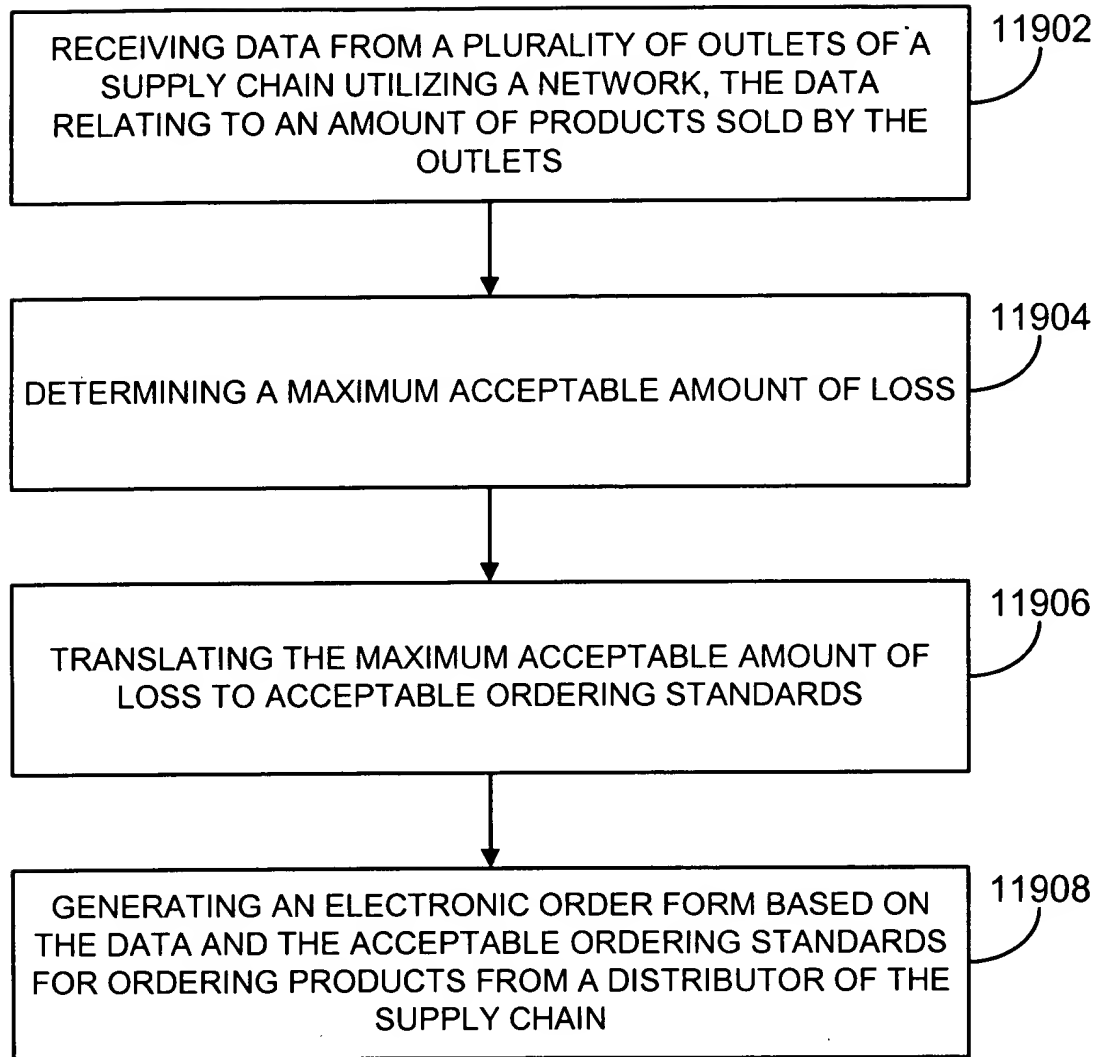 RECEIVING DATA FROM A PLURALITY OF OUTLETS OF A
SUPPLY CHAIN UTILIZING A NETWORK, THE DATA
RELATING TO AN AMOUNT OF PRODUCTS SOLD BY THE
OUTLETS
11902
DETERMINING A MAXIMUM ACCEPTABLE AMOUNT OF LOSS
11904
TRANSLATING THE MAXIMUM ACCEPTABLE AMOUNT OF
LOSS TO ACCEPTABLE ORDERING STANDARDS
11906
GENERATING AN ELECTRONIC ORDER FORM BASED ON
THE DATA AND THE ACCEPTABLE ORDERING STANDARDS
FOR ORDERING PRODUCTS FROM A DISTRIBUTOR OF THE
SUPPLY CHAIN
11908